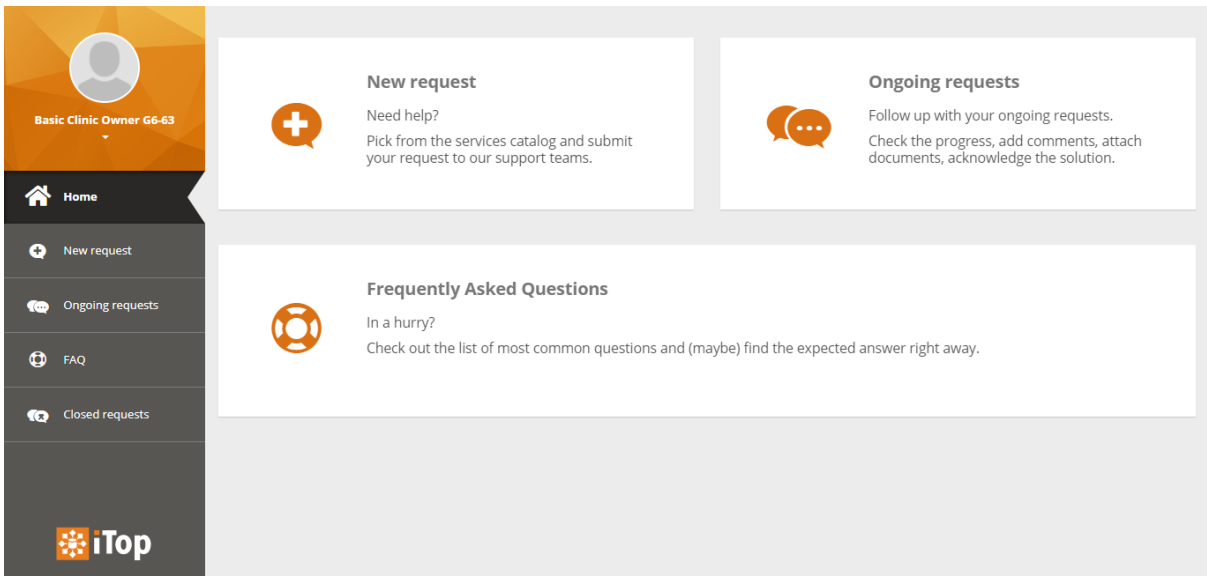 Basic Clinic Owner G6-63
Home
New request
Ongoing requests
FAQ
Closed requests
iTop
New request
Need help?
Pick from the services catalog and submit
your request to our support teams.
Ongoing requests
Follow up with your ongoing requests.
Check the progress, add comments, attach
documents, acknowledge the solution.
Frequently Asked Questions
In a hurry?
Check out the list of most common questions and (maybe) find the expected answer right away.